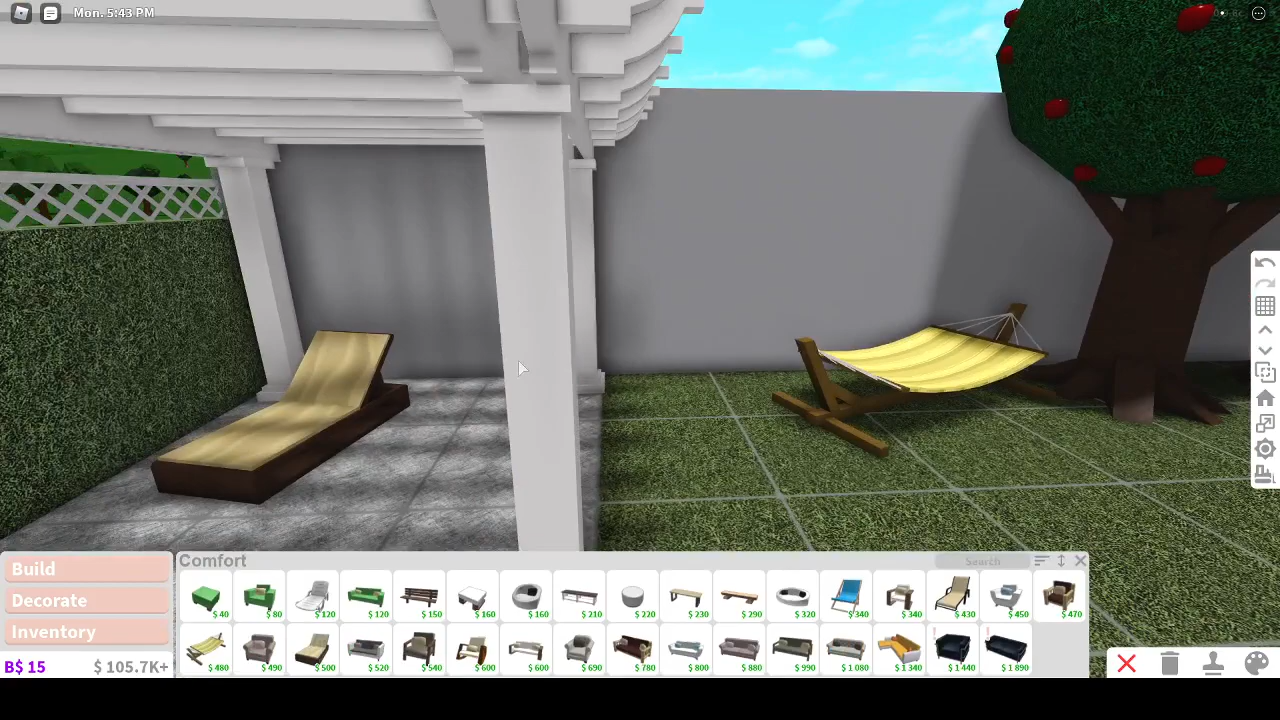 Mon. 5:43 PM
Comfort
Search
Build
Decorate
Inventory
B$ 15 $ 105.7K+
$ 40 $ 80 $ 120 $ 120 $ 150 $ 160 $ 160 $ 210 $ 220 $ 230 $ 290 $ 320 $ 340 $ 340 $ 430 $ 450 $ 470
$ 480 $ 490 $ 500 $ 520 $ 540 $ 600 $ 600 $ 690 $ 780 $ 800 $ 880 $ 990 $ 1 080 $ 1 340 $ 1 440 $ 1 890